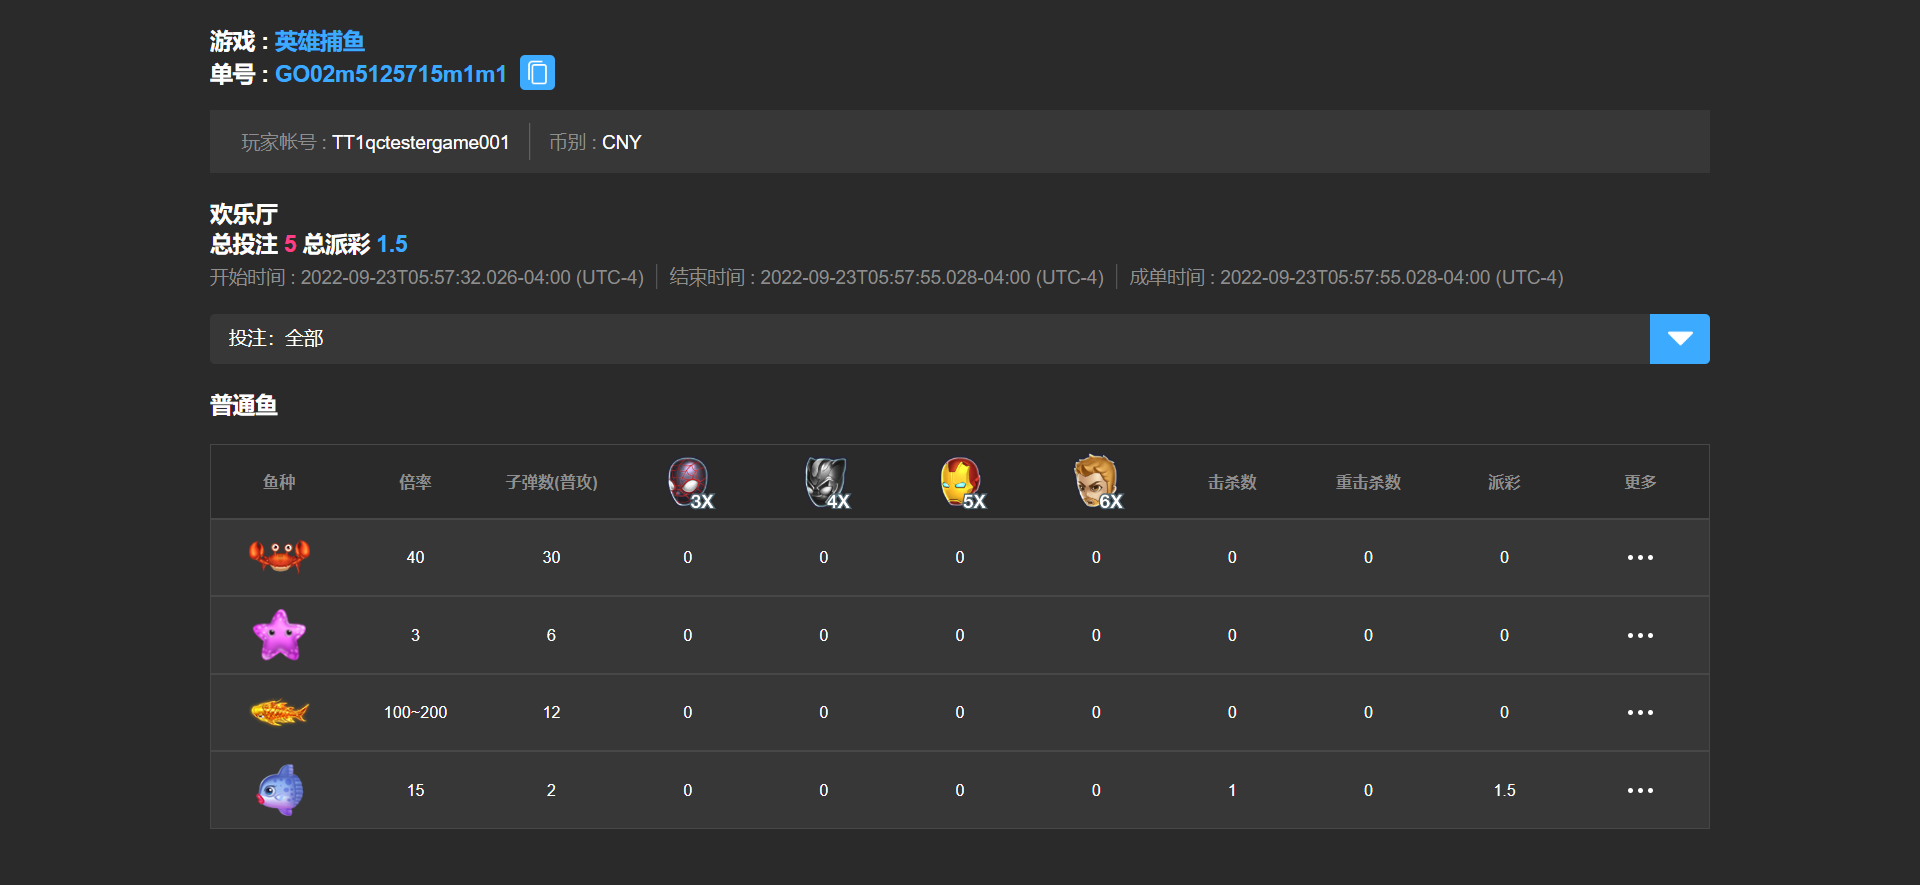 游戏 : 英雄捕鱼
单号 : GO02m5125715m1m1
玩家帐号 : TT1qctestergame001 币别 : CNY
欢乐厅
总投注 5 总派彩 1.5
开始时间 : 2022-09-23T05:57:32.026-04:00 (UTC-4) 结束时间 : 2022-09-23T05:57:55.028-04:00 (UTC-4) 成单时间 : 2022-09-23T05:57:55.028-04:00 (UTC-4)
投注：全部
普通鱼
鱼种 倍率 子弹数(普攻) 3X 4X 5X 6X 击杀数 重击杀数 派彩 更多
40 30 0 0 0 0 0 0 0
3 6 0 0 0 0 0 0 0
100~200 12 0 0 0 0 0 0 0
15 2 0 0 0 0 1 0 1.5